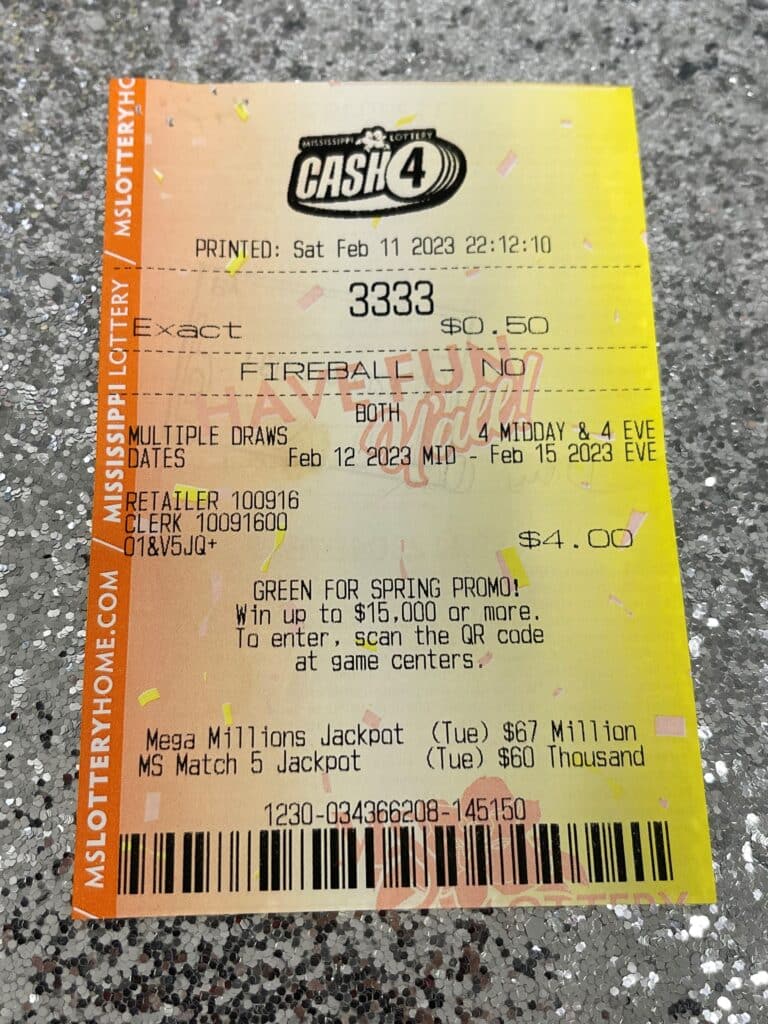 MISSISSIPPI LOTTERY
CASH 4
PRINTED: Sat Feb 11 2023 22:12:10
3333
Exact $0.50
FIREBALL - NO
HAVE FUN
Y'all!
BOTH
MULTIPLE DRAWS 4 MIDDAY & 4 EVE
DATES Feb 12 2023 MID - Feb 15 2023 EVE
RETAILER 100916
CLERK 10091600
01&V5JQ+ $4.00
GREEN FOR SPRING PROMO!
Win up to $15,000 or more.
To enter, scan the QR code
at game centers.
Mega Millions Jackpot (Tue) $67 Million
MS Match 5 Jackpot (Tue) $60 Thousand
1230-034366208-145150
LOTTERY
MSLOTTERYHOME.COM / MISSISSIPPI LOTTERY / MSLOTTERYHO